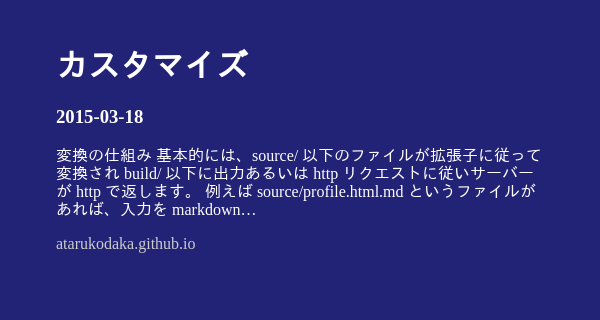 カスタマイズ
2015-03-18
変換の仕組み 基本的には、source/ 以下のファイルが拡張子に従って
変換され build/ 以下に出力あるいは http リクエストに従いサーバー
が http で返します。 例えば source/profile.html.md というファイルが
あれば、入力を markdown…
atarukodaka.github.io